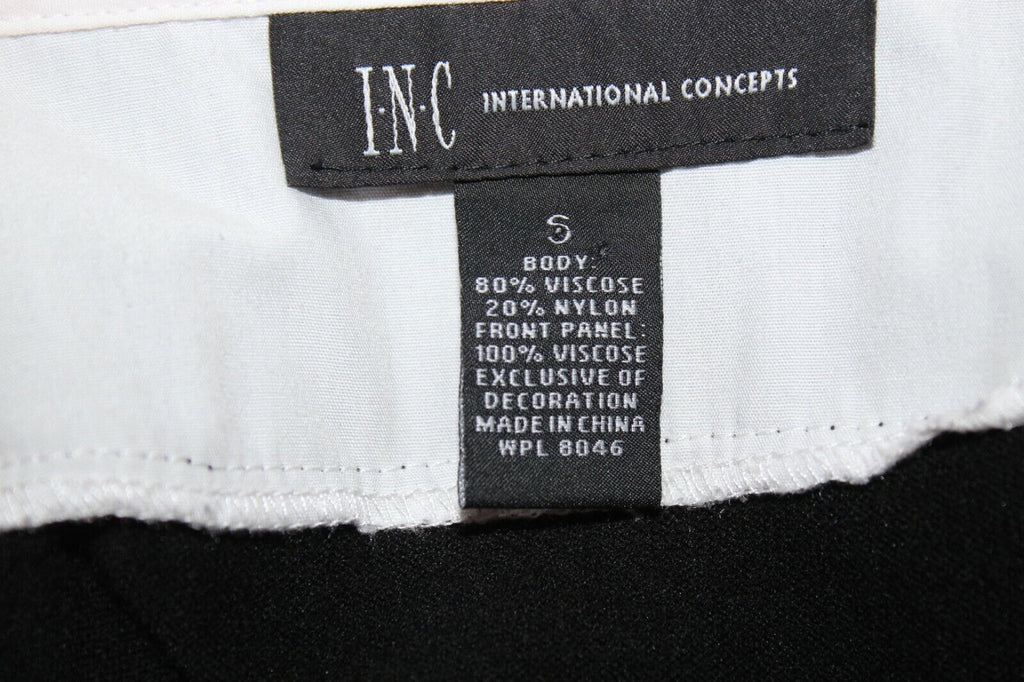 I·N·C INTERNATIONAL CONCEPTS
S
BODY:
80% VISCOSE
20% NYLON
FRONT PANEL:
100% VISCOSE
EXCLUSIVE OF
DECORATION
MADE IN CHINA
WPL 8046